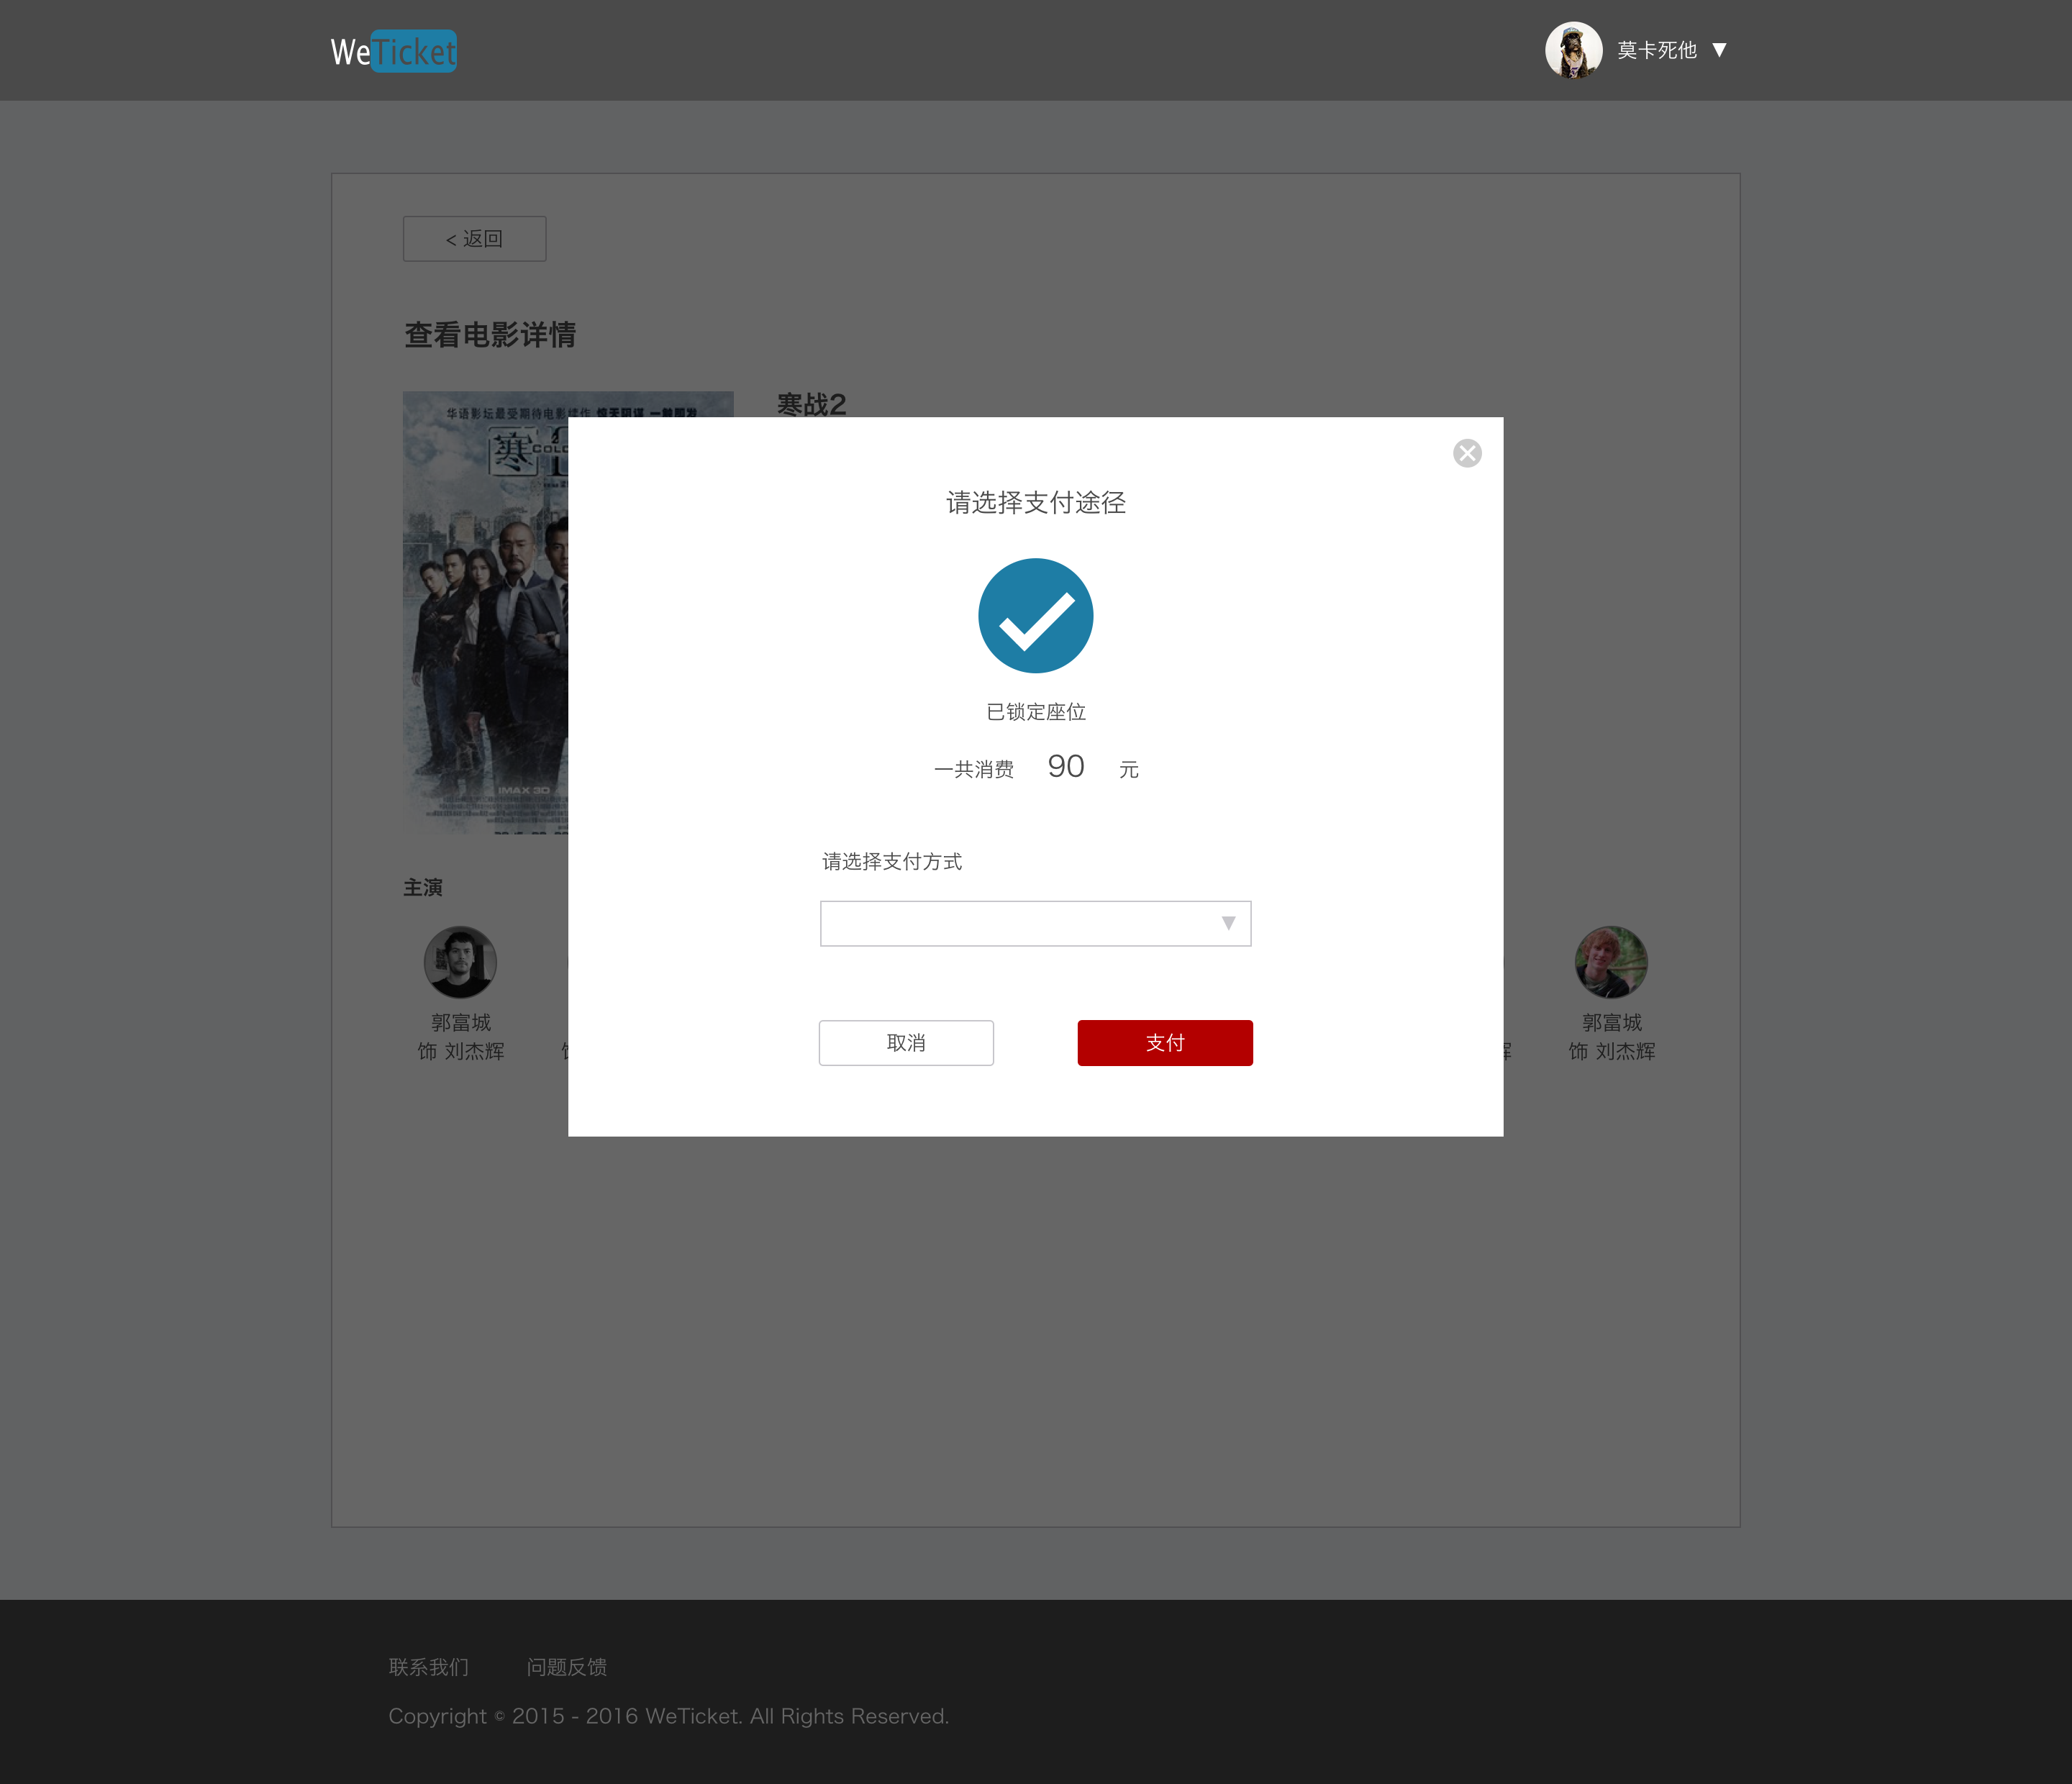 WeTicket
莫卡死他 ▼
< 返回
查看电影详情
寒战2
华语影坛最受期待电影续作
寒
COLD
IMAX 3D
请选择支付途径
已锁定座位
一共消费 90 元
请选择支付方式
取消
支付
主演
郭富城
饰 刘杰辉
郭富城
饰 刘杰辉
联系我们
问题反馈
Copyright © 2015 - 2016 WeTicket. All Rights Reserved.